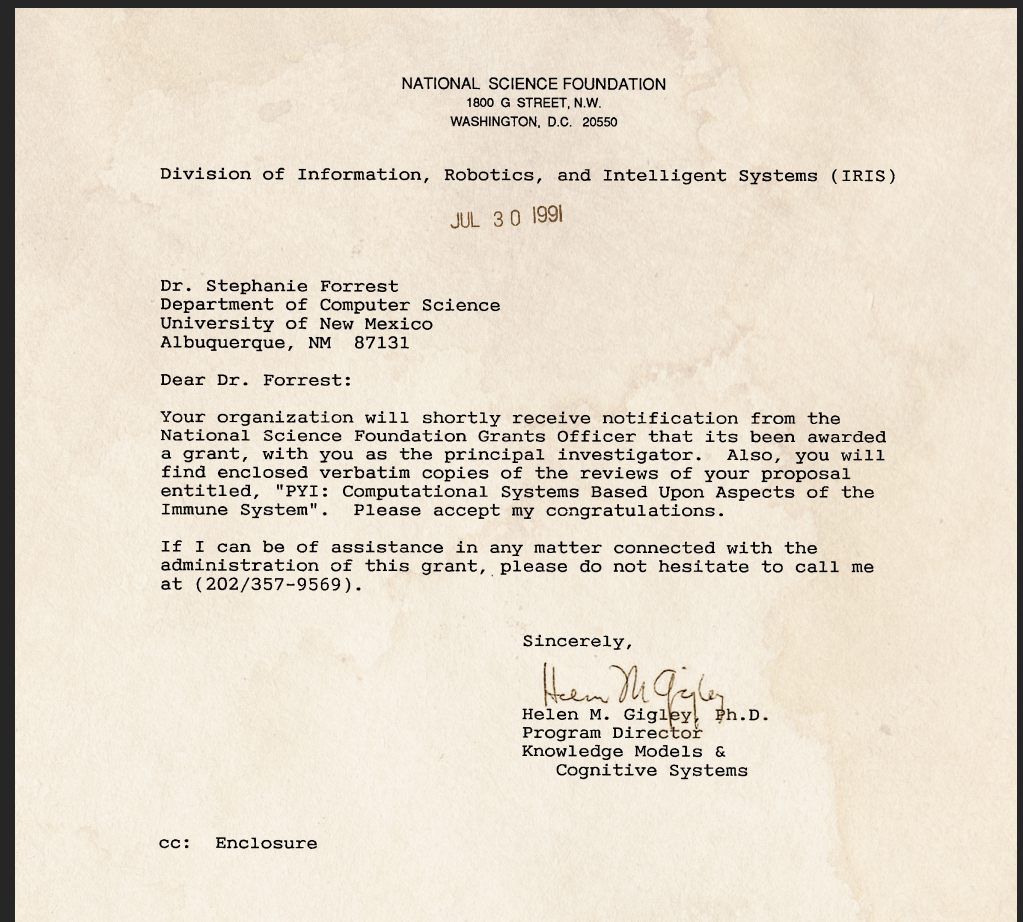 NATIONAL SCIENCE FOUNDATION
1800 G STREET, N.W.
WASHINGTON, D.C. 20550
Division of Information, Robotics, and Intelligent Systems (IRIS)
JUL 30 1991
Dr. Stephanie Forrest
Department of Computer Science
University of New Mexico
Albuquerque, NM 87131
Dear Dr. Forrest:
Your organization will shortly receive notification from the
National Science Foundation Grants Officer that its been awarded
a grant, with you as the principal investigator. Also, you will
find enclosed verbatim copies of the reviews of your proposal
entitled, "PYI: Computational Systems Based Upon Aspects of the
Immune System". Please accept my congratulations.
If I can be of assistance in any matter connected with the
administration of this grant, please do not hesitate to call me
at (202/357-9569).
Sincerely,
Helen M Gigley
Helen M. Gigley, Ph.D.
Program Director
Knowledge Models &
Cognitive Systems
cc: Enclosure